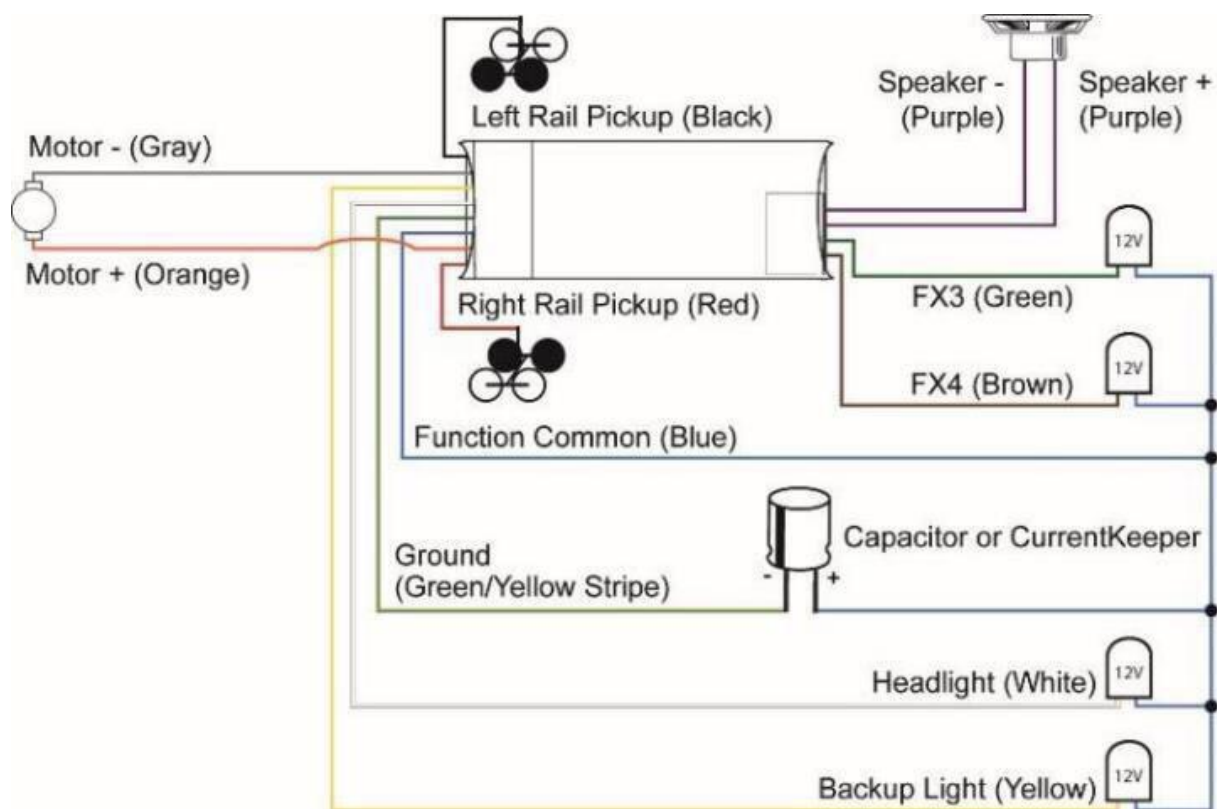 Left Rail Pickup (Black)
Speaker -
(Purple)
Speaker +
(Purple)
Motor - (Gray)
Motor + (Orange)
Right Rail Pickup (Red)
12V
FX3 (Green)
12V
FX4 (Brown)
Function Common (Blue)
Capacitor or CurrentKeeper
- +
Ground
(Green/Yellow Stripe)
12V
Headlight (White)
12V
Backup Light (Yellow)